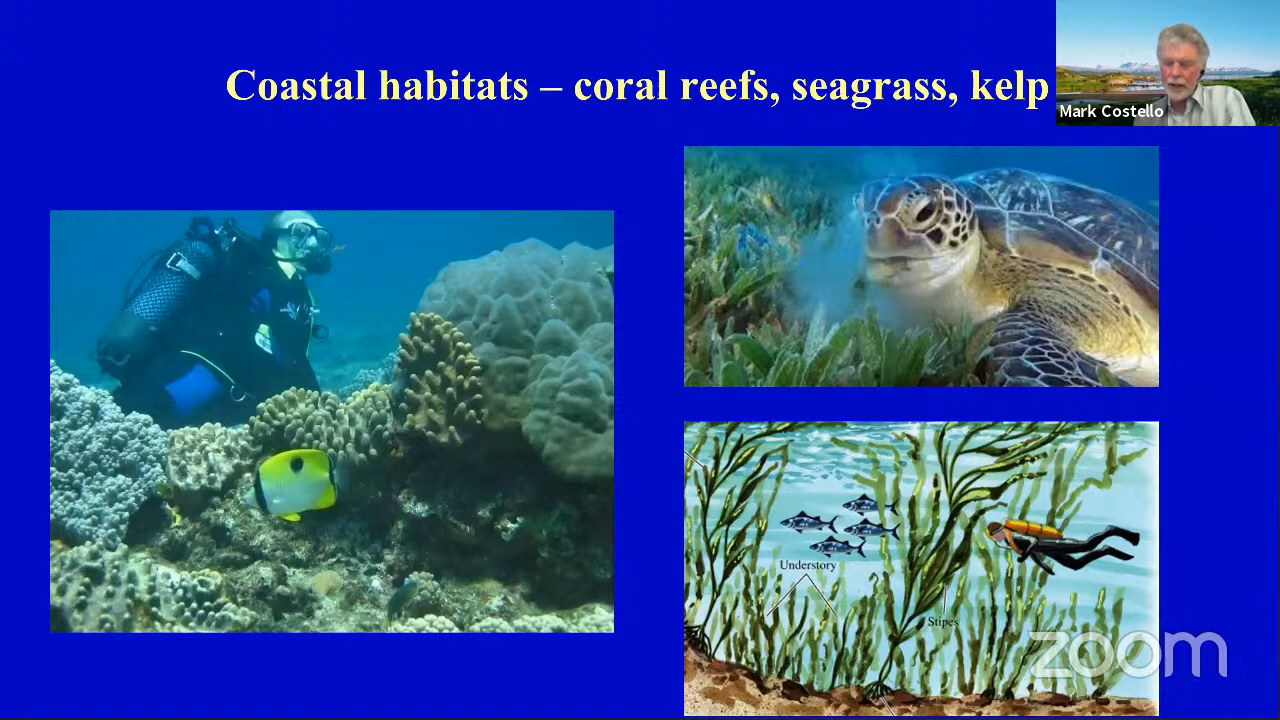 Coastal habitats – coral reefs, seagrass, kelp
Mark Costello
Understory
Stipes
zoom